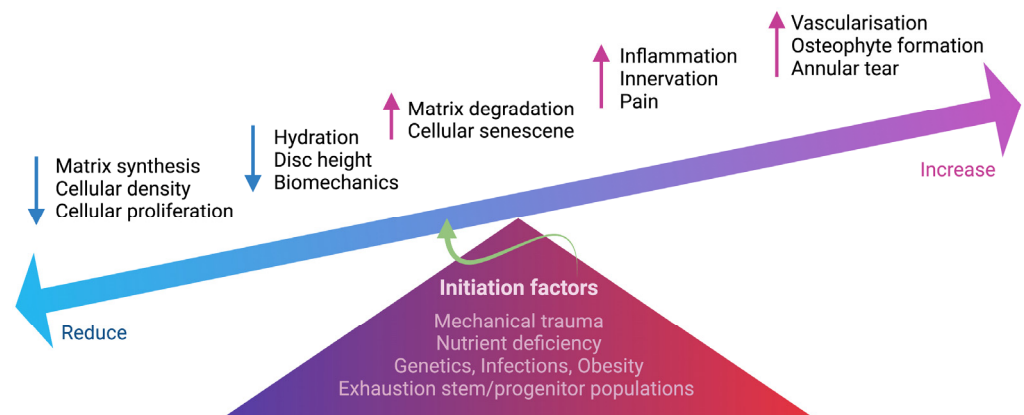 Vascularisation
Osteophyte formation
Annular tear
Inflammation
Innervation
Pain
Matrix degradation
Cellular senescene
Hydration
Disc height
Biomechanics
Matrix synthesis
Cellular density
Cellular proliferation
Increase
Reduce
Initiation factors
Mechanical trauma
Nutrient deficiency
Genetics, Infections, Obesity
Exhaustion stem/progenitor populations